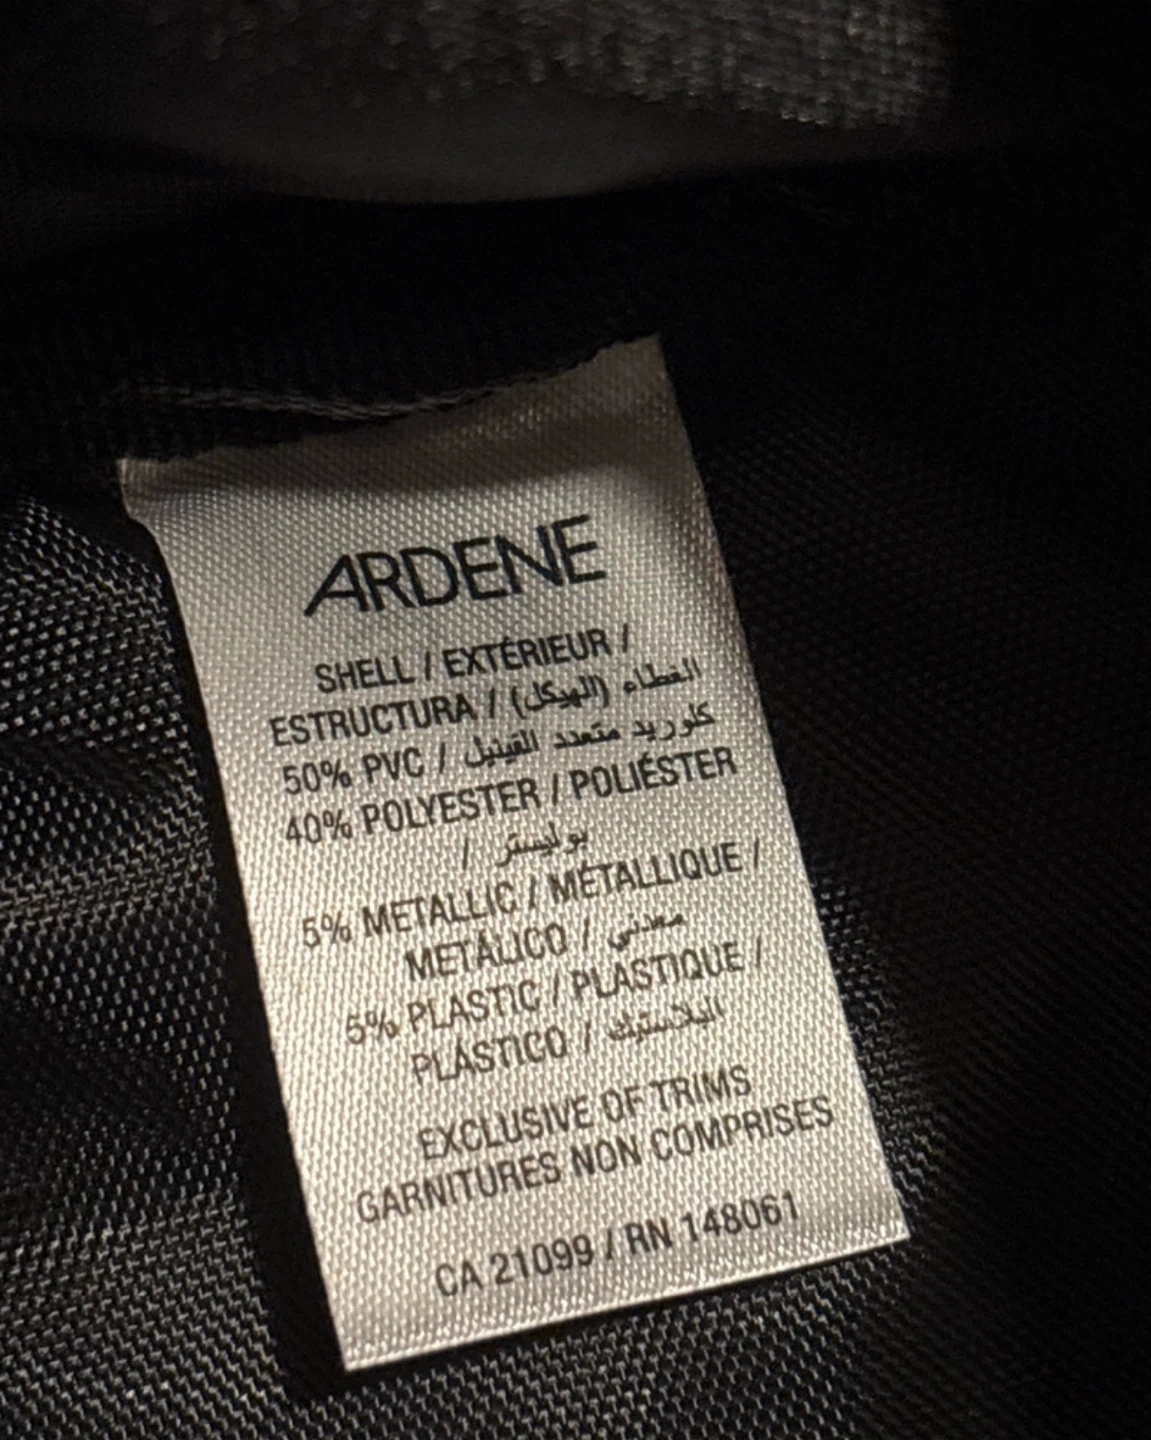 ARDENE
SHELL / EXTÉRIEUR /
ESTRUCTURA / الغطاء (الهيكل)
50% PVC / كلوريد متعدد الڤينيل
40% POLYESTER / POLIÉSTER
/ بوليستر
5% METALLIC / MÉTALLIQUE /
METÁLICO / معدني
5% PLASTIC / PLASTIQUE /
PLÁSTICO / البلاستيك
EXCLUSIVE OF TRIMS
GARNITURES NON COMPRISES
CA 21099 / RN 148061